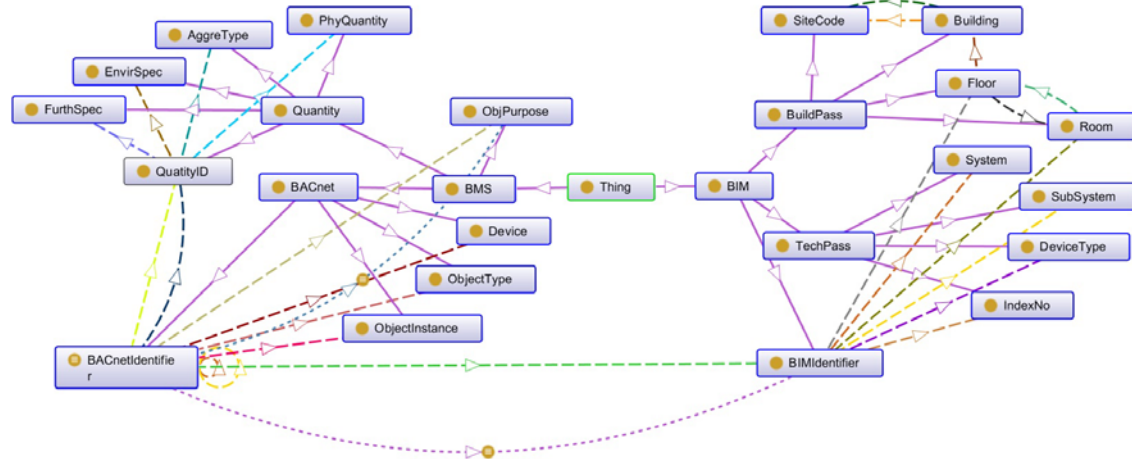 PhyQuantity
SiteCode
Building
AggreType
EnvirSpec
Floor
FurthSpec
Quantity
ObjPurpose
BuildPass
Room
System
QuatityID
BACnet
BMS
Thing
BIM
SubSystem
Device
TechPass
DeviceType
ObjectType
IndexNo
ObjectInstance
BACnetIdentifie
r
BIMIdentifier